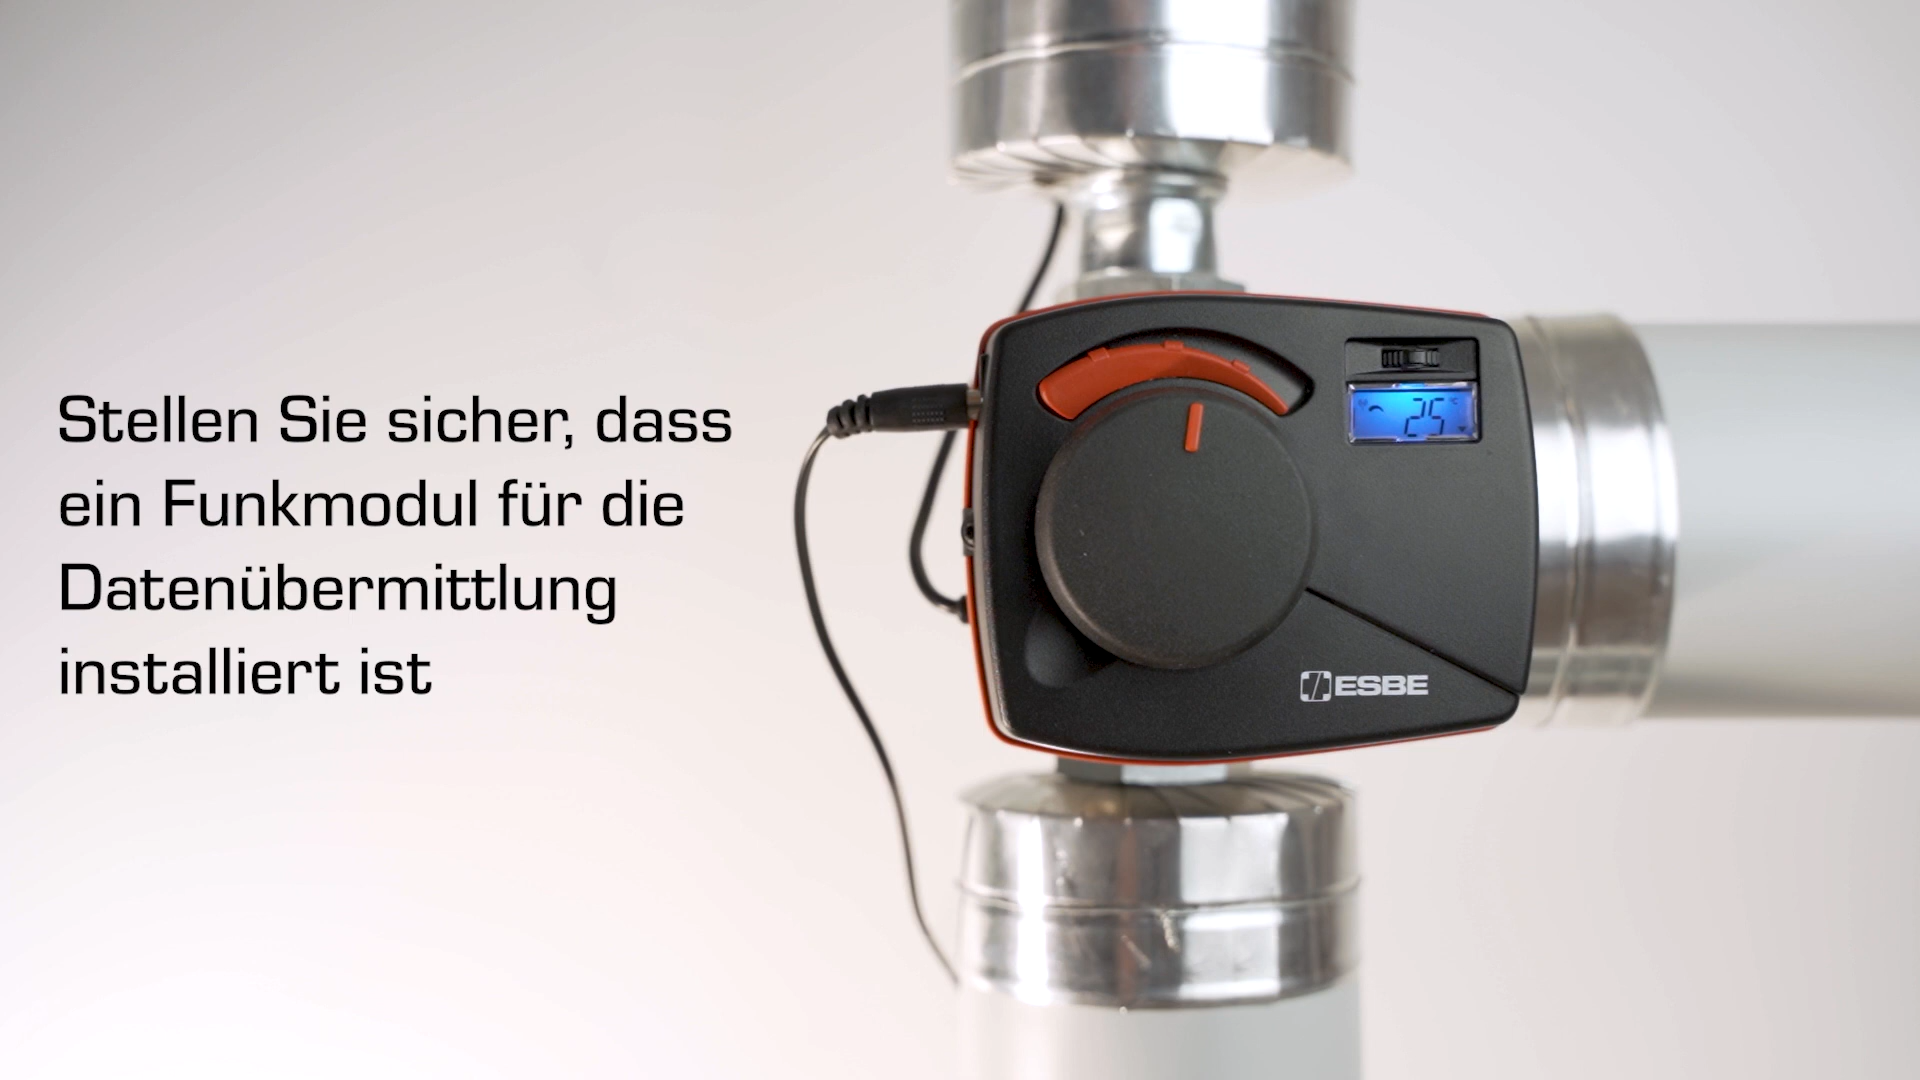 Stellen Sie sicher, dass
ein Funkmodul für die
Datenübermittlung
installiert ist
25 °C
ESBE